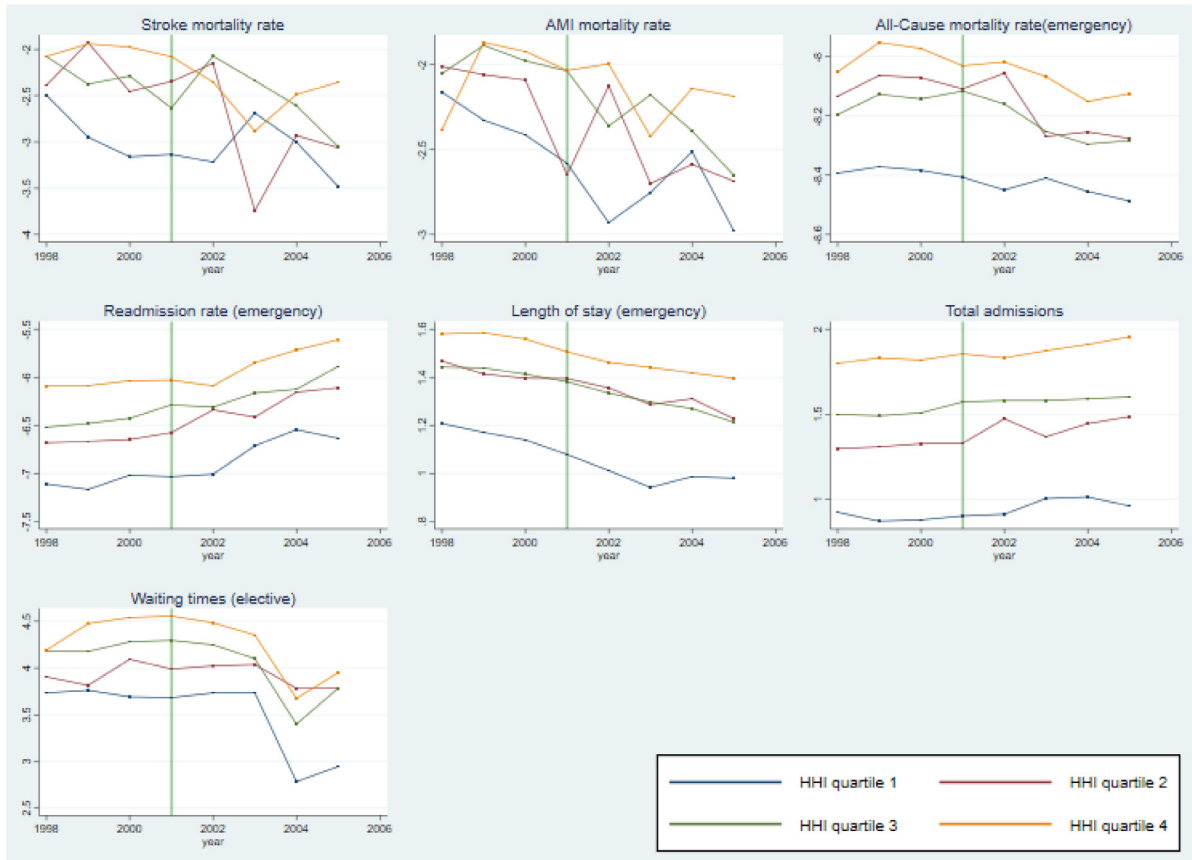 Stroke mortality rate
-2
-2.5
-3
-3.5
-4
1998 2000 2002 2004 2006
year
AMI mortality rate
-2
-2.5
-3
1998 2000 2002 2004 2006
year
All-Cause mortality rate(emergency)
-8
-8.2
-8.4
-8.6
1998 2000 2002 2004 2006
year
Readmission rate (emergency)
-5.5
-6
-6.5
-7
-7.5
1998 2000 2002 2004 2006
year
Length of stay (emergency)
1.6
1.4
1.2
1
.8
1998 2000 2002 2004 2006
year
Total admissions
2
1.5
1
1998 2000 2002 2004 2006
year
Waiting times (elective)
4.5
4
3.5
3
2.5
1998 2000 2002 2004 2006
year
HHI quartile 1 HHI quartile 2
HHI quartile 3 HHI quartile 4